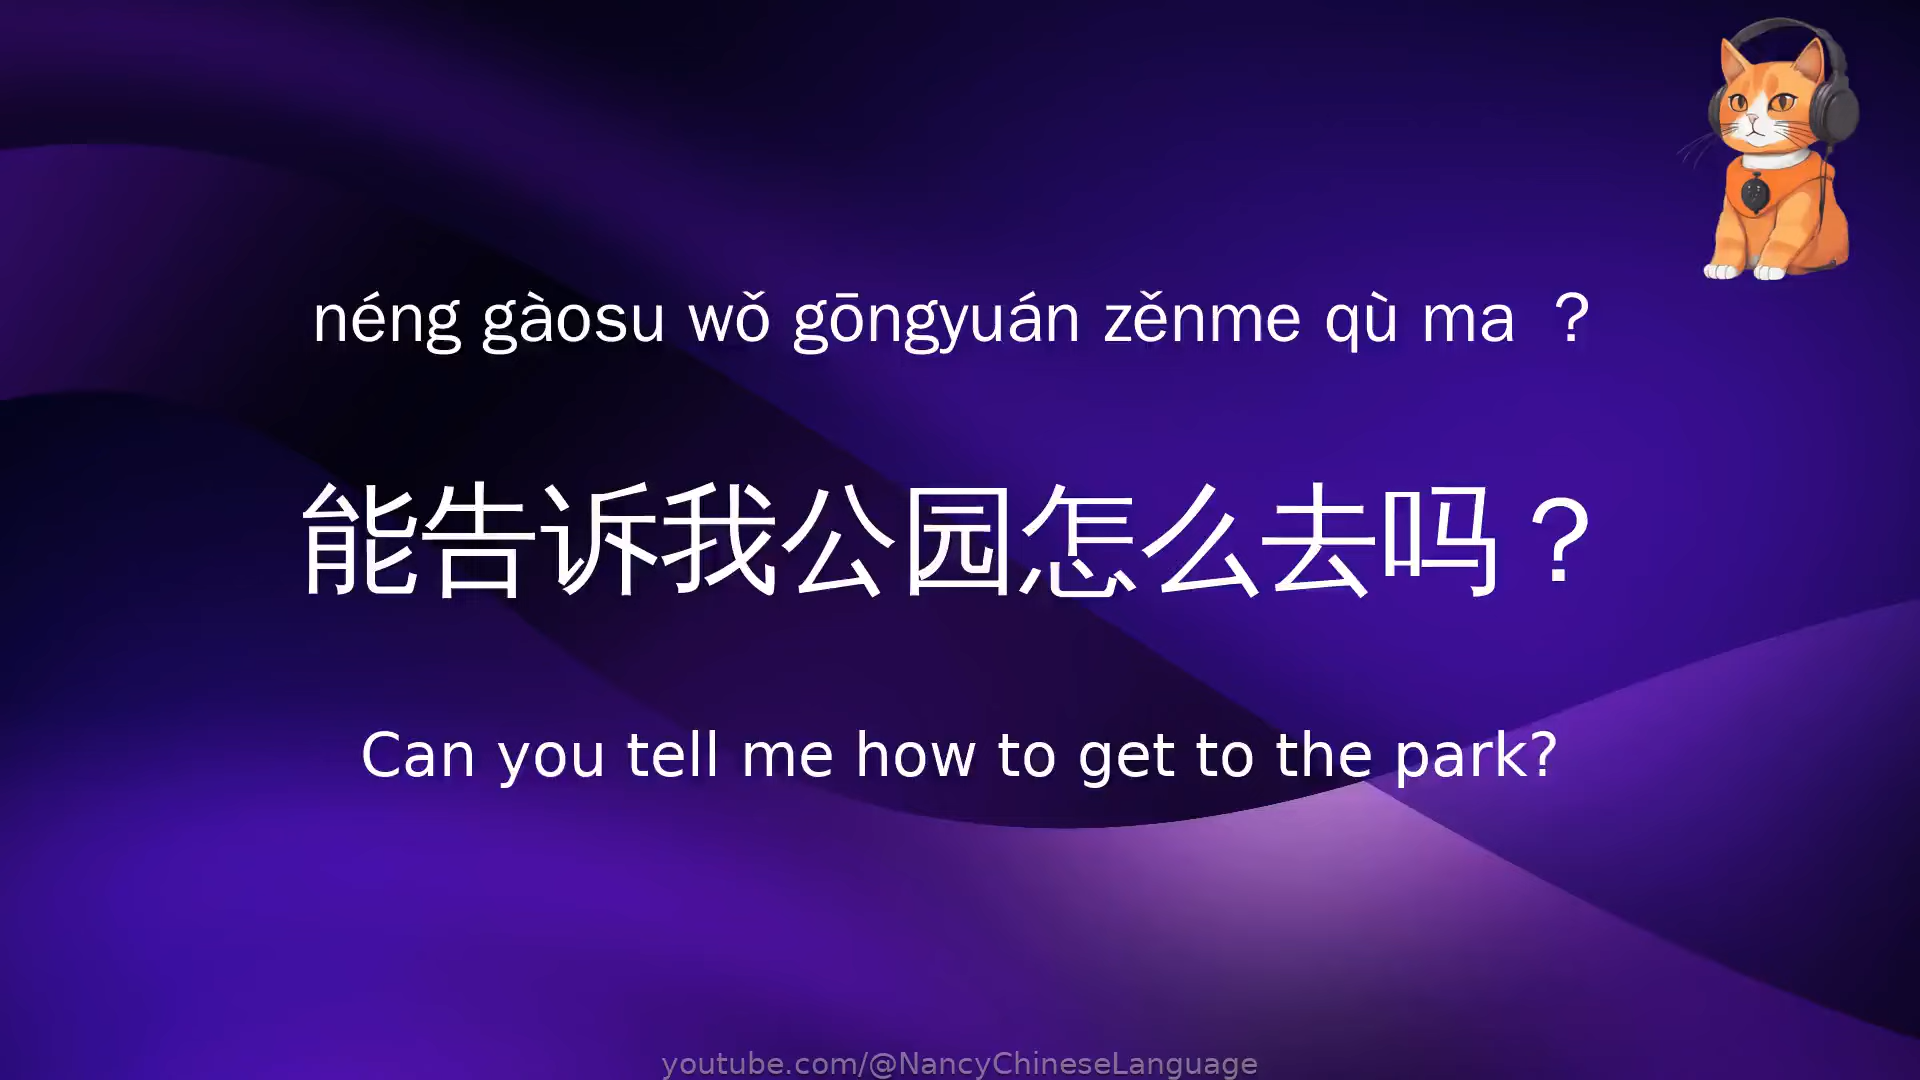 néng gàosu wǒ gōngyuán zěnme qù ma ？
能告诉我公园怎么去吗？
Can you tell me how to get to the park?
youtube.com/@NancyChineseLanguage